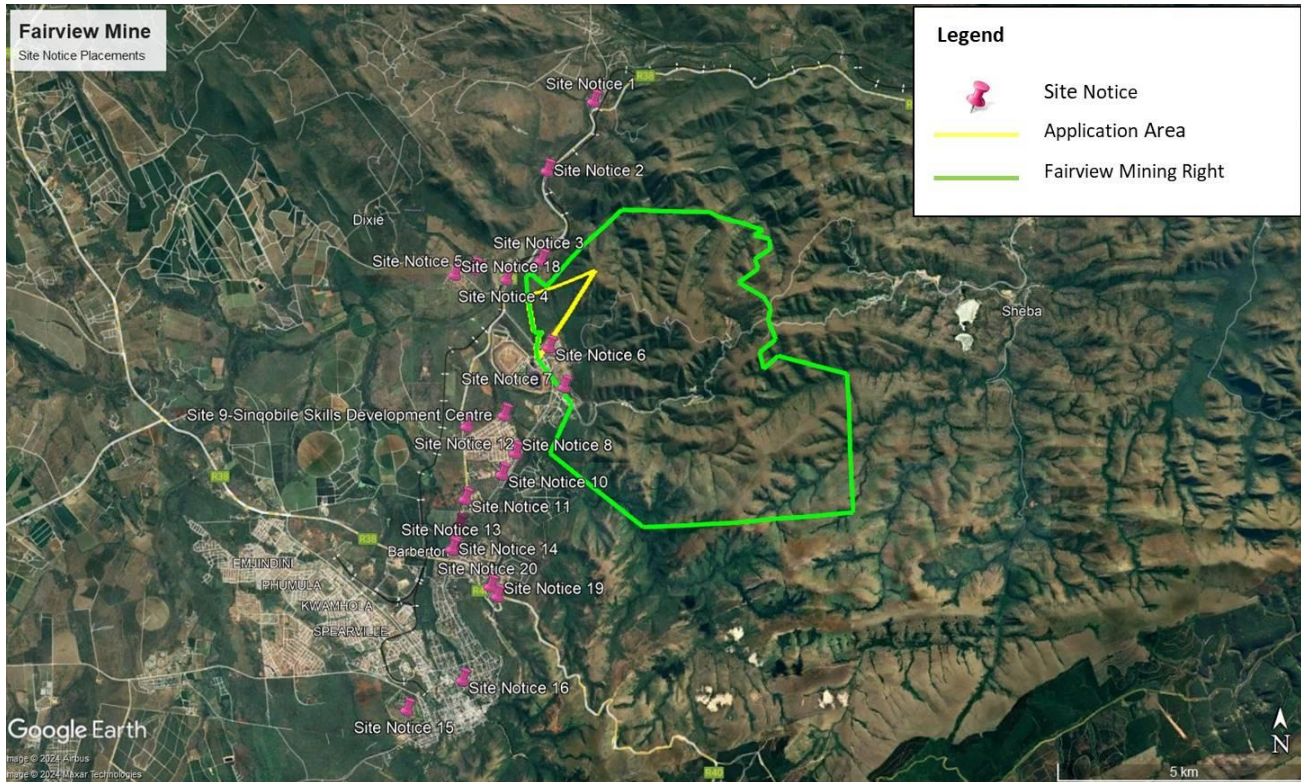 Fairview Mine
Site Notice Placements
Legend
Site Notice
Application Area
Fairview Mining Right
Site Notice 1
R38
Site Notice 2
Dixie
Site Notice 3
Site Notice 5
Site Notice 18
Site Notice 4
Sheba
Site Notice 6
Site Notice 7
Site 9-Sinqobile Skills Development Centre
Site Notice 12
Site Notice 8
R38
Site Notice 10
Site Notice 11
Site Notice 13
R38
Barberton
Site Notice 14
EMJINDINI
Site Notice 20
PHUMULA
Site Notice 19
KWAMHOLA
SPEARVILLE
Site Notice 16
Site Notice 15
Google Earth
N
Image © 2024 Airbus
Image © 2024 Maxar Technologies
R40
5 km